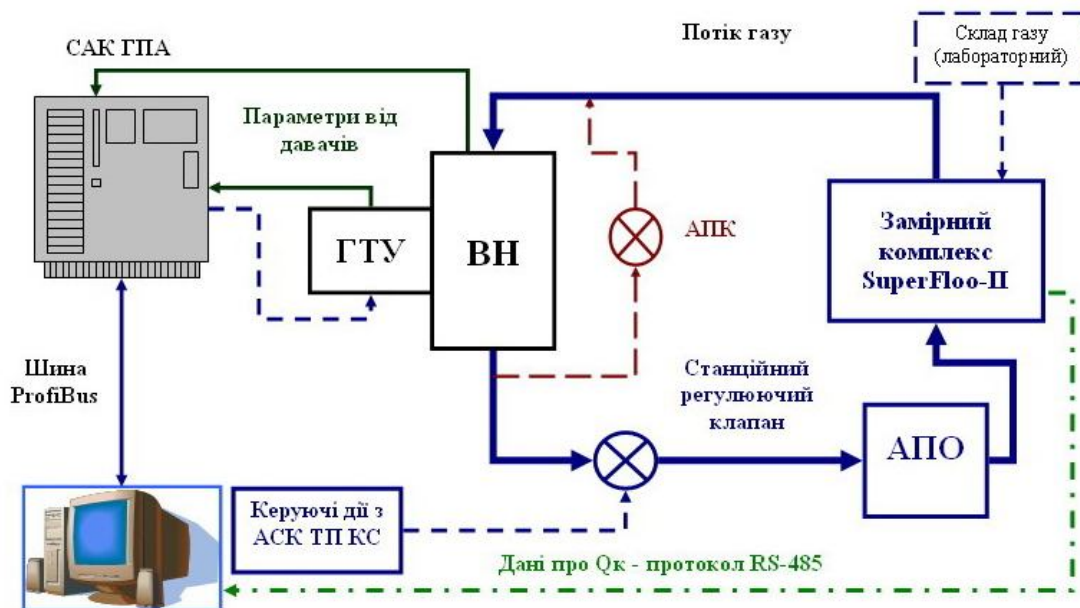 САК ГПА
Потік газу
Склад газу
(лабораторний)
Параметри від
давачів
ГТУ
ВН
АПК
Замірний
комплекс
SuperFloo-II
Шина
ProfiBus
Станційний
регулюючий
клапан
АПО
Керуючі дії з
АСК ТП КС
Дані про Qк - протокол RS-485